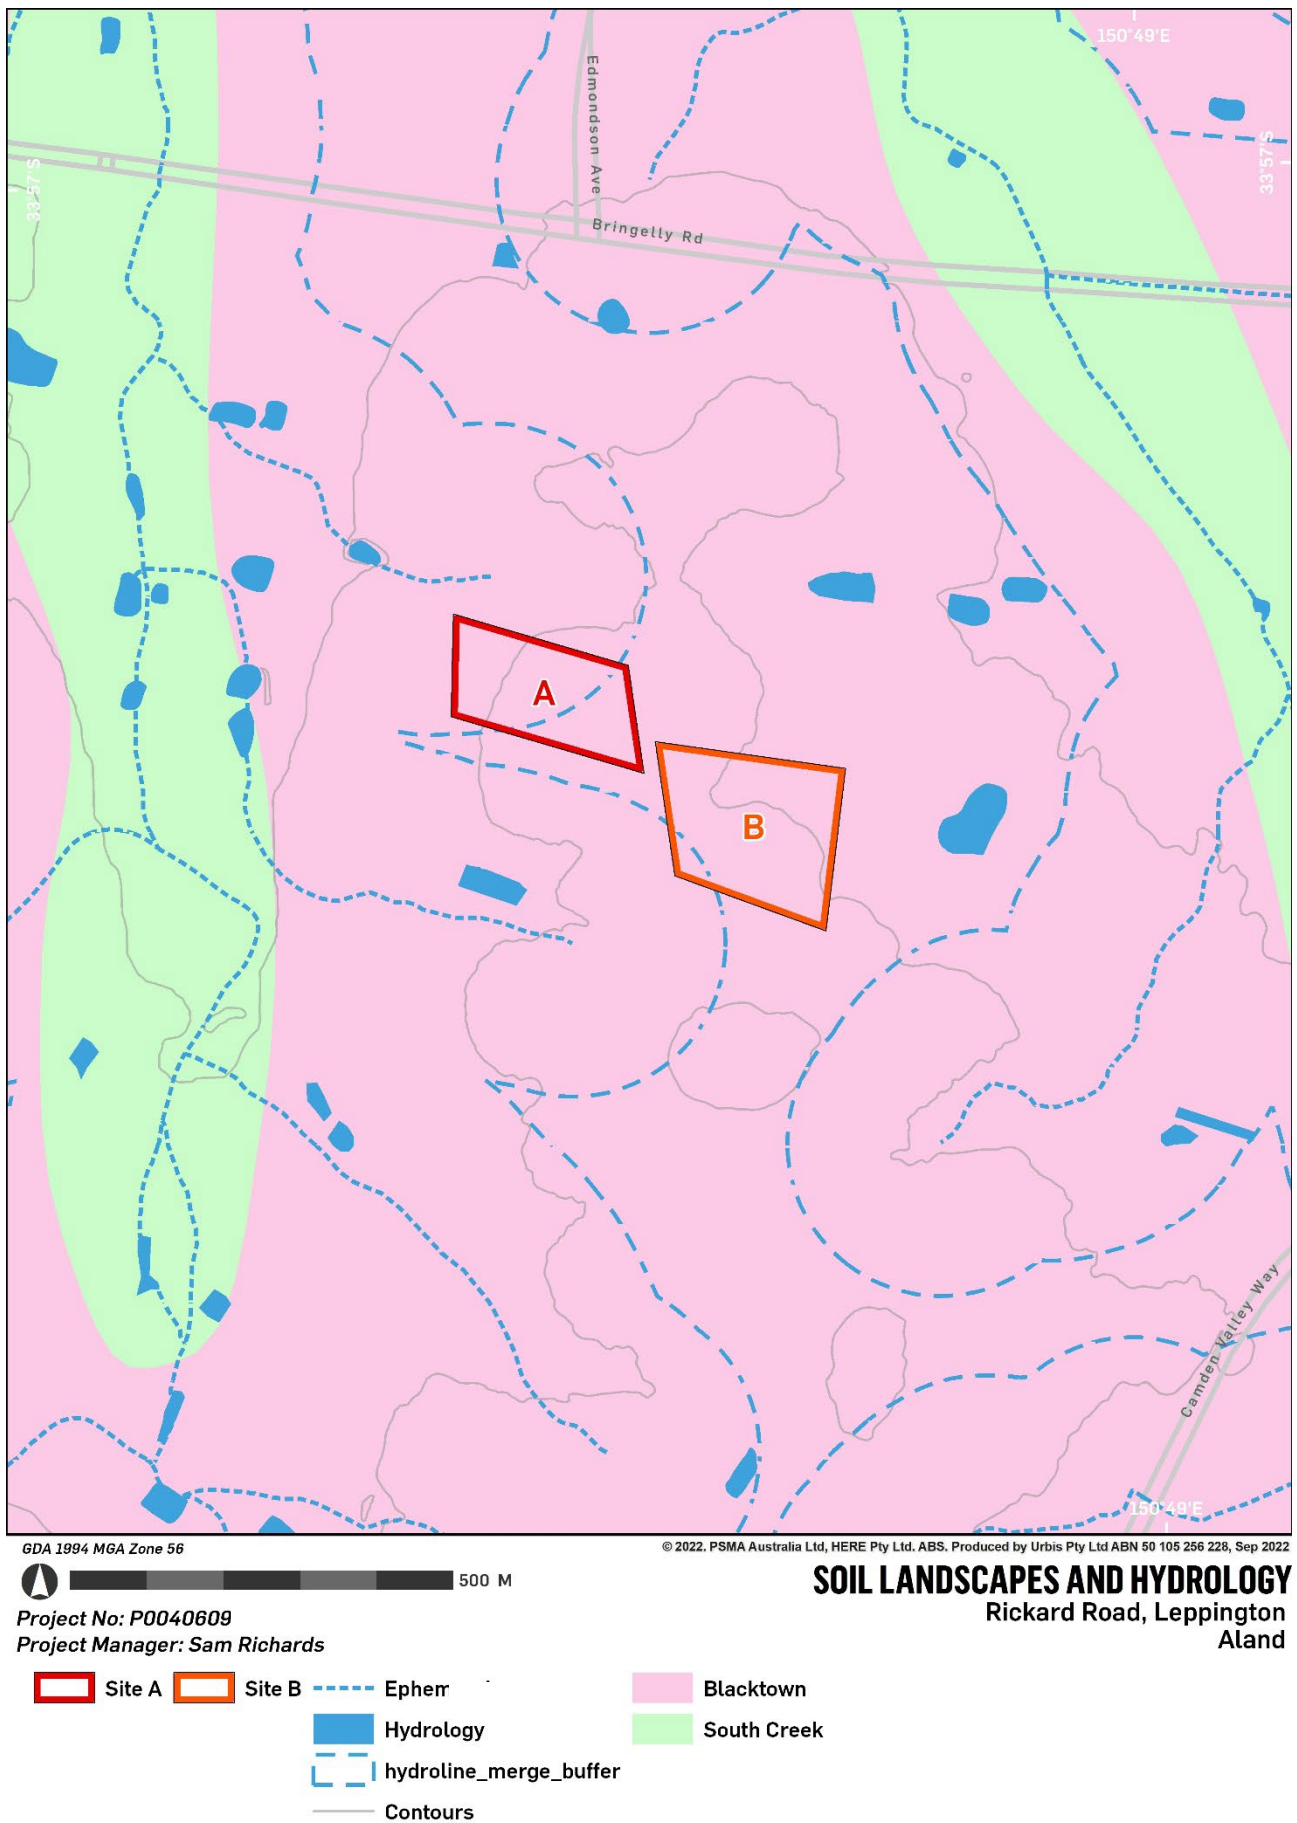 150°49'E
Edmondson Ave
33°57'S
33°57'S
Bringelly Rd
A
B
Camden Valley Way
150°49'E
GDA 1994 MGA Zone 56
© 2022. PSMA Australia Ltd, HERE Pty Ltd. ABS. Produced by Urbis Pty Ltd ABN 50 105 256 228, Sep 2022
500 M
SOIL LANDSCAPES AND HYDROLOGY
Rickard Road, Leppington
Aland
Project No: P0040609
Project Manager: Sam Richards
Site A
Site B
Ephem
Blacktown
Hydrology
South Creek
hydroline_merge_buffer
Contours